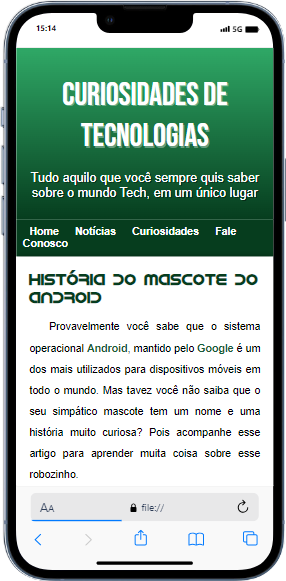 15:14
5G
CURIOSIDADES DE
TECNOLOGIAS
Tudo aquilo que você sempre quis saber
sobre o mundo Tech, em um único lugar
Home Notícias Curiosidades Fale
Conosco
HISTÓRIA DO MASCOTE DO
ANDROID
Provavelmente você sabe que o sistema
operacional Android, mantido pelo Google é um
dos mais utilizados para dispositivos móveis em
todo o mundo. Mas tavez você não saiba que o
seu simpático mascote tem um nome e uma
história muito curiosa? Pois acompanhe esse
artigo para aprender muita coisa sobre esse
robozinho.
AA file://